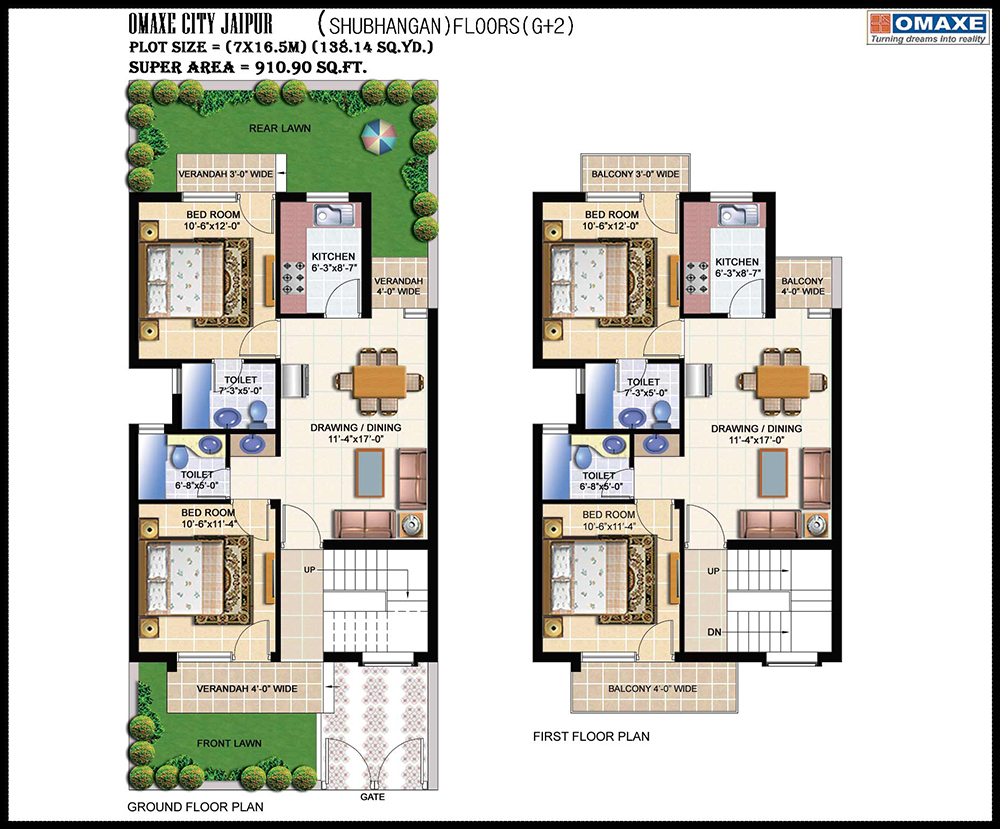 OMAXE CITY JAIPUR (SHUBHANGAN)FLOORS(G+2)
PLOT SIZE = (7X16.5M) (138.14 SQ.YD.)
SUPER AREA = 910.90 SQ.FT.
OMAXE
Turning dreams into reality
REAR LAWN
VERANDAH 3'-0" WIDE
BED ROOM
10'-6"x12'-0"
KITCHEN
6'-3"x8'-7"
VERANDAH
4'-0" WIDE
TOILET
7'-3"x5'-0"
DRAWING / DINING
11'-4"x17'-0"
TOILET
6'-8"x5'-0"
BED ROOM
10'-6"x11'-4"
UP
VERANDAH 4'-0" WIDE
FRONT LAWN
GATE
GROUND FLOOR PLAN
BALCONY 3'-0" WIDE
BED ROOM
10'-6"x12'-0"
KITCHEN
6'-3"x8'-7"
BALCONY
4'-0" WIDE
TOILET
7'-3"x5'-0"
DRAWING / DINING
11'-4"x17'-0"
TOILET
6'-8"x5'-0"
BED ROOM
10'-6"x11'-4"
UP
DN
BALCONY 4'-0" WIDE
FIRST FLOOR PLAN